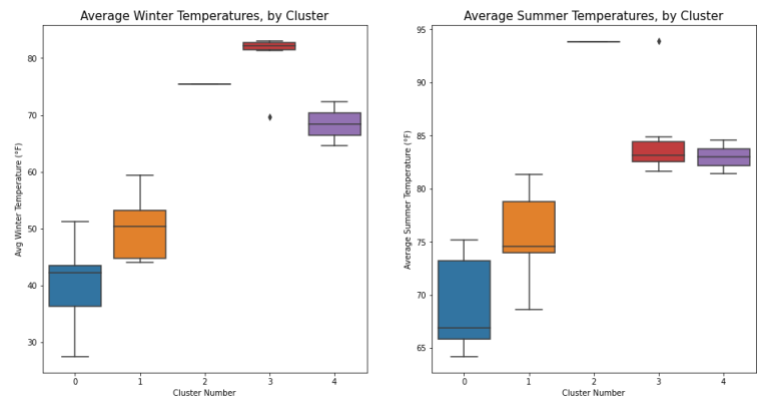 Average Winter Temperatures, by Cluster
Avg Winter Temperature (°F)
80
70
60
50
40
30
0 1 2 3 4
Cluster Number
Average Summer Temperatures, by Cluster
Average Summer Temperature (°F)
95
90
85
80
75
70
65
0 1 2 3 4
Cluster Number